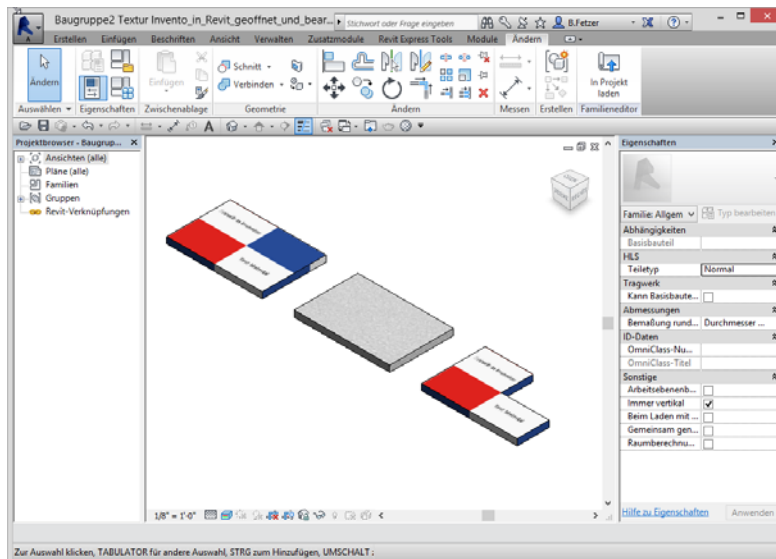 Baugruppe2 Textur Invento_in_Revit_geoffnet_und_bear...
Stichwort oder Frage eingeben
B.Fetzer
Erstellen Einfügen Beschriften Ansicht Verwalten Zusatzmodule Revit Express Tools Module Ändern
Ändern
Einfügen
Schnitt
Verbinden
In Projekt
laden
Auswählen Eigenschaften Zwischenablage Geometrie Ändern Messen Erstellen Familieneditor
Projektbrowser - Baugrup... X
Ansichten (alle)
Pläne (alle)
Familien
Gruppen
Revit-Verknüpfungen
1/8" = 1'-0"
Eigenschaften
Familie: Allgem
Typ bearbeiten
Abhängigkeiten
Basisbauteil
HLS
Teiletyp Normal
Tragwerk
Kann Basisbaute...
Abmessungen
Bemaßung rund... Durchmesser ...
ID-Daten
OmniClass-Nu...
OmniClass-Titel
Sonstige
Arbeitsebenenb...
Immer vertikal
Beim Laden mit ...
Gemeinsam gen...
Raumberechnu...
Hilfe zu Eigenschaften Anwenden
Zur Auswahl klicken, TABULATOR für andere Auswahl, STRG zum Hinzufügen, UMSCHALT :